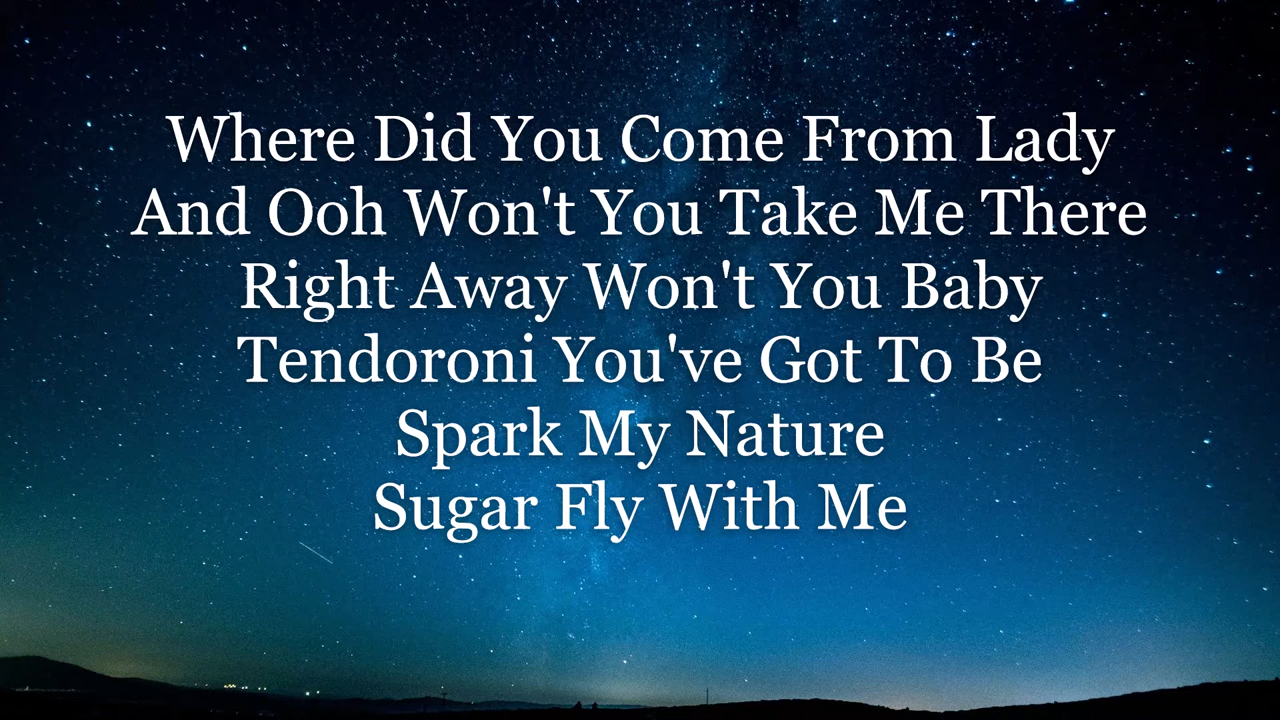 Where Did You Come From Lady
And Ooh Won't You Take Me There
Right Away Won't You Baby
Tendoroni You've Got To Be
Spark My Nature
Sugar Fly With Me